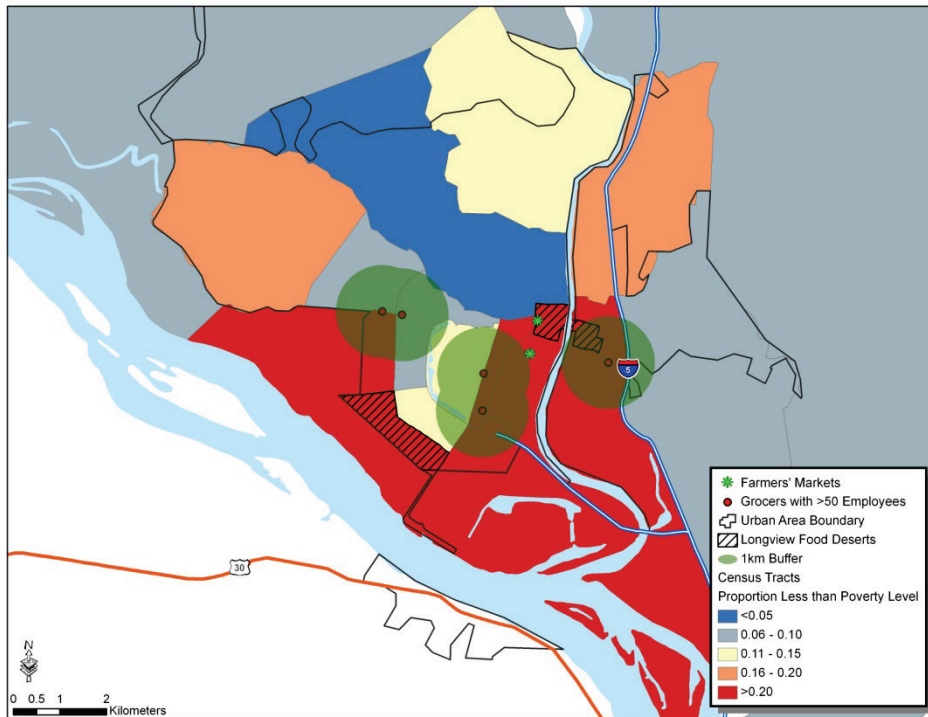 5
30
N
0 0.5 1 2
Kilometers
Farmers' Markets
Grocers with >50 Employees
Urban Area Boundary
Longview Food Deserts
1km Buffer
Census Tracts
Proportion Less than Poverty Level
<0.05
0.06 - 0.10
0.11 - 0.15
0.16 - 0.20
>0.20